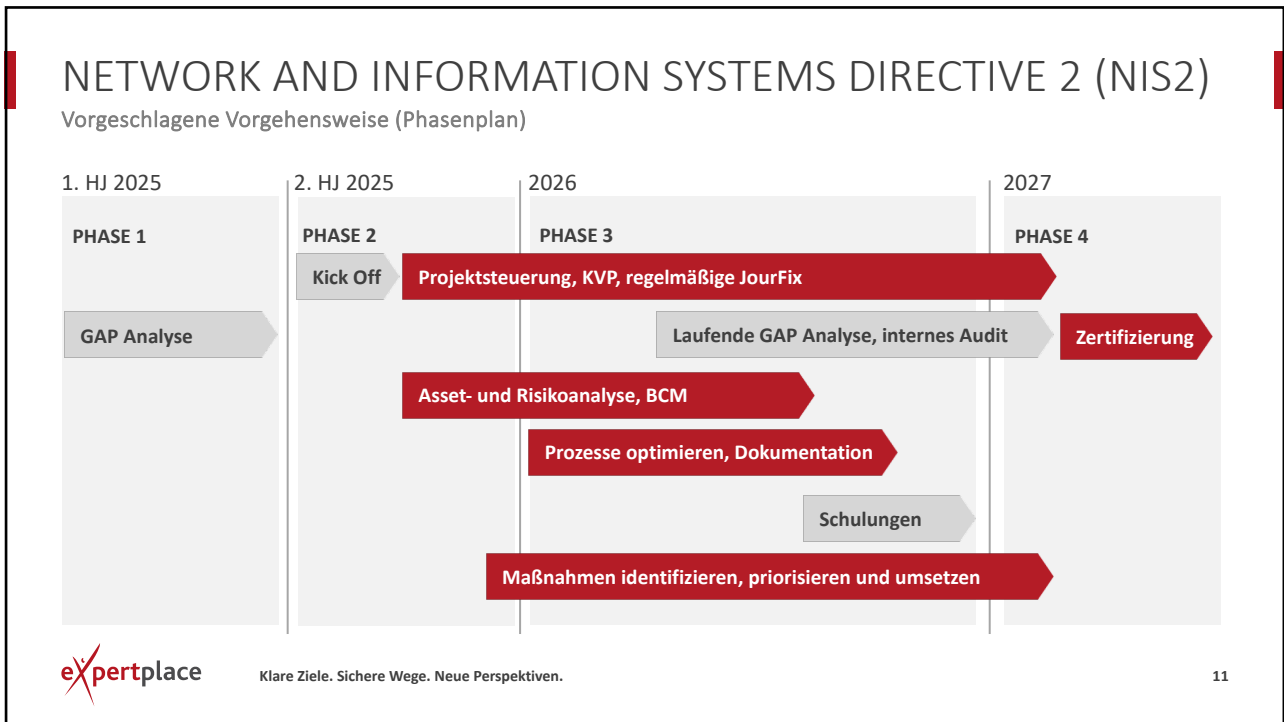 NETWORK AND INFORMATION SYSTEMS DIRECTIVE 2 (NIS2)
Vorgeschlagene Vorgehensweise (Phasenplan)
1. HJ 2025
2. HJ 2025
2026
2027
PHASE 1
PHASE 2
PHASE 3
PHASE 4
Kick Off
Projektsteuerung, KVP, regelmäßige JourFix
GAP Analyse
Laufende GAP Analyse, internes Audit
Zertifizierung
Asset- und Risikoanalyse, BCM
Prozesse optimieren, Dokumentation
Schulungen
Maßnahmen identifizieren, priorisieren und umsetzen
eXpertplace
Klare Ziele. Sichere Wege. Neue Perspektiven.
11